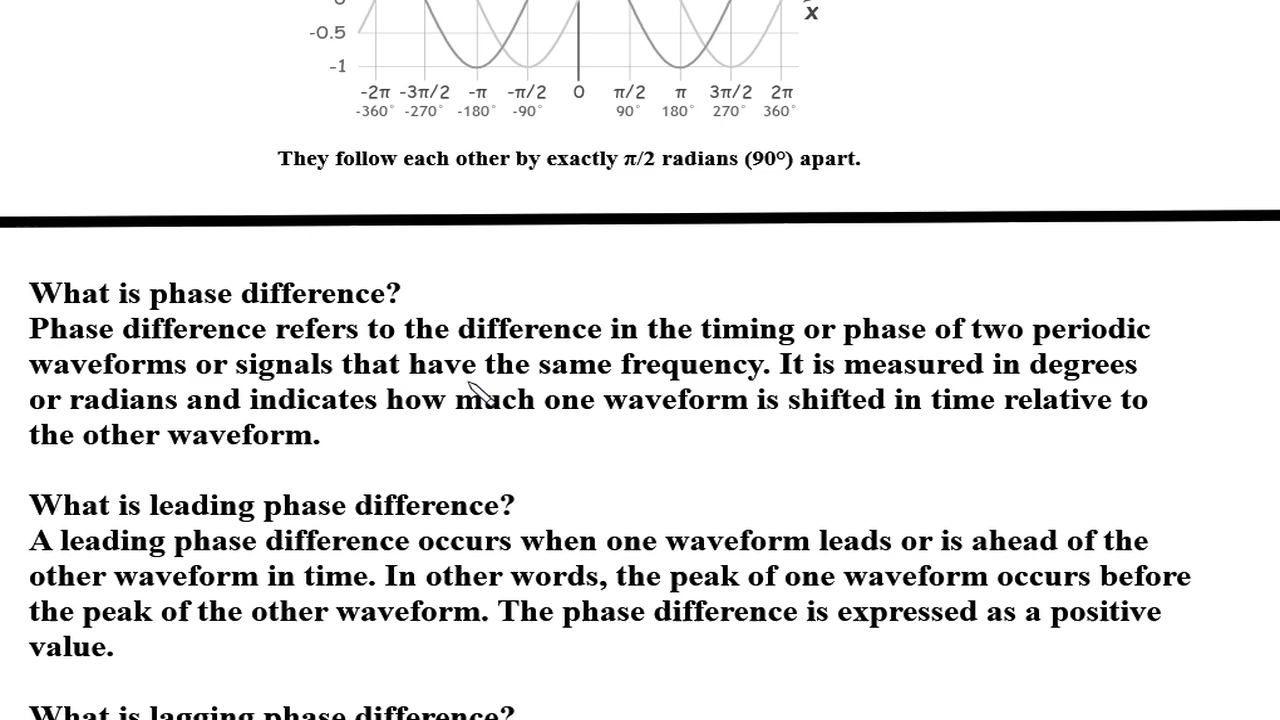 x
-0.5
-1
-2π -3π/2 -π -π/2 0 π/2 π 3π/2 2π
-360° -270° -180° -90° 90° 180° 270° 360°
They follow each other by exactly π/2 radians (90°) apart.
What is phase difference?
Phase difference refers to the difference in the timing or phase of two periodic
waveforms or signals that have the same frequency. It is measured in degrees
or radians and indicates how much one waveform is shifted in time relative to
the other waveform.
What is leading phase difference?
A leading phase difference occurs when one waveform leads or is ahead of the
other waveform in time. In other words, the peak of one waveform occurs before
the peak of the other waveform. The phase difference is expressed as a positive
value.
What is lagging phase difference?